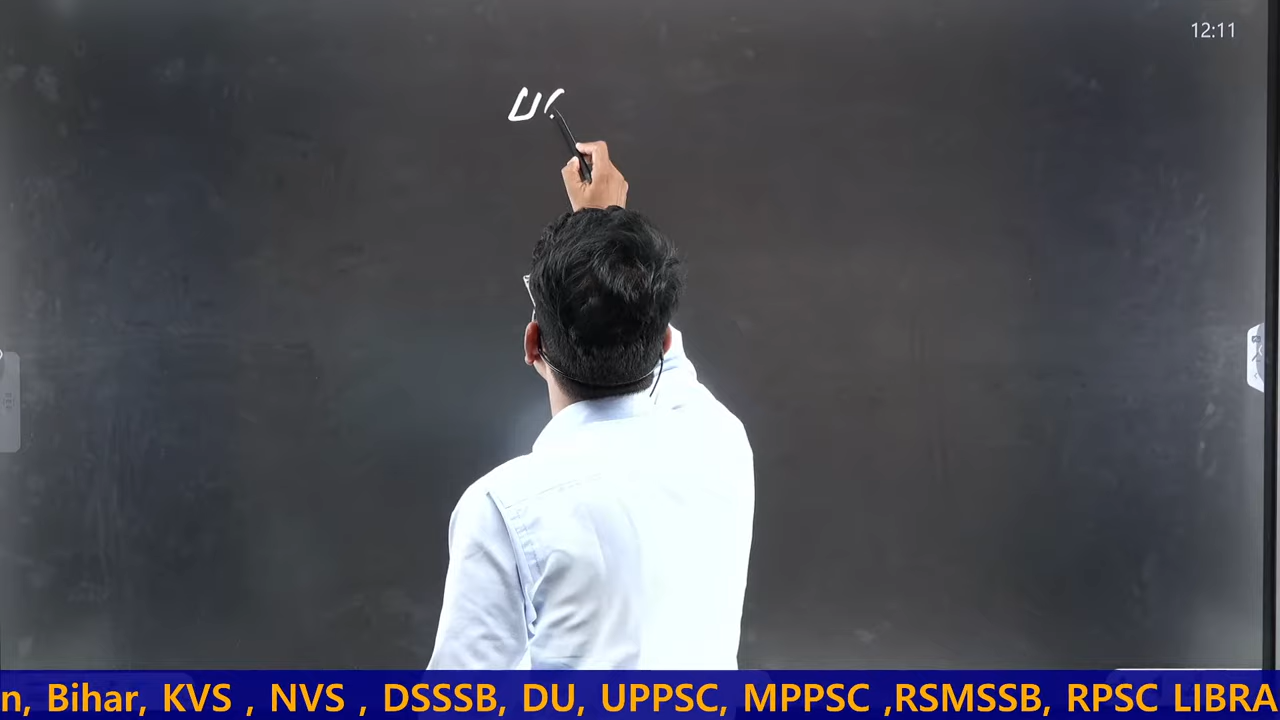 12:11
n, Bihar, KVS , NVS , DSSSB, DU, UPPSC, MPPSC ,RSMSSB, RPSC LIBRA